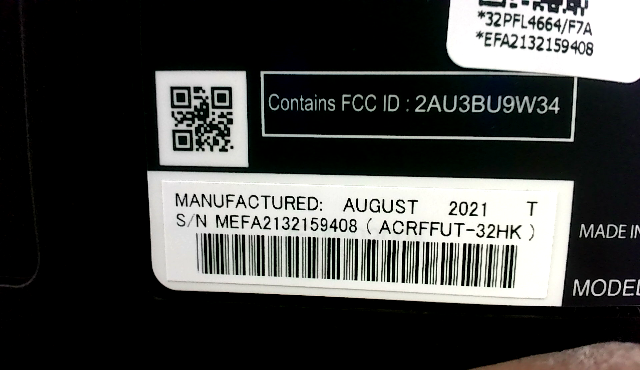 *32PFL4664/F7A
*EFA2132159408
Contains FCC ID : 2AU3BU9W34
MANUFACTURED: AUGUST 2021 T
S/N MEFA2132159408 ( ACRFFUT-32HK )
MADE IN
MODEL